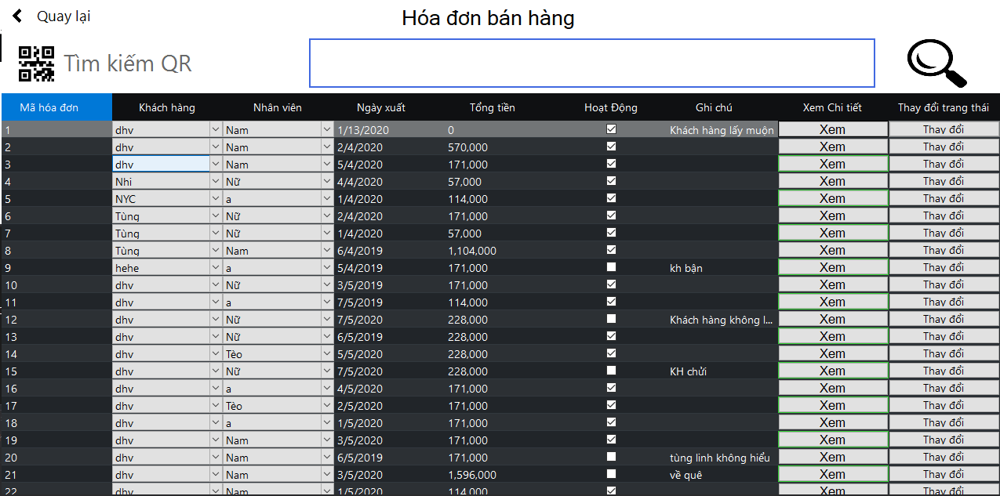 Quay lại
Hóa đơn bán hàng
Tìm kiếm QR
Mã hóa đơn Khách hàng Nhân viên Ngày xuất Tổng tiền Hoạt Động Ghi chú Xem Chi tiết Thay đổi trang thái
1 dhv Nam 1/13/2020 0 Khách hàng lấy muộn Xem Thay đổi
2 dhv Nam 2/4/2020 570,000 Xem Thay đổi
3 dhv Nam 5/4/2020 171,000 Xem Thay đổi
4 Nhi Nữ 4/4/2020 57,000 Xem Thay đổi
5 NYC a 1/4/2020 114,000 Xem Thay đổi
6 Tùng Nữ 2/4/2020 171,000 Xem Thay đổi
7 Tùng Nữ 1/4/2020 57,000 Xem Thay đổi
8 Tùng Nam 6/4/2019 1,104,000 Xem Thay đổi
9 hehe a 5/4/2019 171,000 kh bận Xem Thay đổi
10 dhv Nữ 3/5/2019 171,000 Xem Thay đổi
11 dhv a 7/5/2019 114,000 Xem Thay đổi
12 dhv Nữ 7/5/2020 228,000 Khách hàng không l... Xem Thay đổi
13 dhv Nữ 6/5/2019 228,000 Xem Thay đổi
14 dhv Tèo 5/5/2020 228,000 Xem Thay đổi
15 dhv Nữ 7/5/2020 228,000 KH chửi Xem Thay đổi
16 dhv a 4/5/2020 171,000 Xem Thay đổi
17 dhv Tèo 2/5/2020 171,000 Xem Thay đổi
18 dhv a 1/5/2020 171,000 Xem Thay đổi
19 dhv Nam 3/5/2020 171,000 Xem Thay đổi
20 dhv Nam 6/5/2019 171,000 tùng linh không hiểu Xem Thay đổi
21 dhv Nam 3/5/2020 1,596,000 về quê Xem Thay đổi
22 dhv Nam 1/5/2020 114,000 Xem Thay đổi